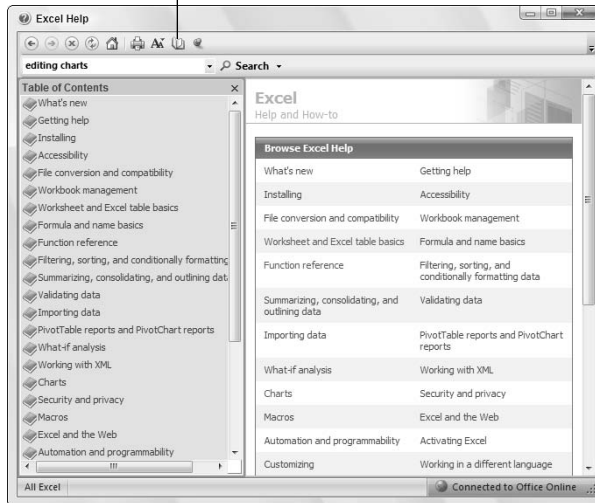 Excel Help
AA
editing charts
Search
Table of Contents
What's new
Getting help
Installing
Accessibility
File conversion and compatibility
Workbook management
Worksheet and Excel table basics
Formula and name basics
Function reference
Filtering, sorting, and conditionally formatting
Summarizing, consolidating, and outlining dat
Validating data
Importing data
PivotTable reports and PivotChart reports
What-if analysis
Working with XML
Charts
Security and privacy
Macros
Excel and the Web
Automation and programmability
Excel
Help and How-to
Browse Excel Help
What's new Getting help
Installing Accessibility
File conversion and compatibility Workbook management
Worksheet and Excel table basics Formula and name basics
Function reference Filtering, sorting, and
conditionally formatting data
Summarizing, consolidating, and Validating data
outlining data
Importing data PivotTable reports and PivotChart
reports
What-if analysis Working with XML
Charts Security and privacy
Macros Excel and the Web
Automation and programmability Activating Excel
Customizing Working in a different language
All Excel
Connected to Office Online